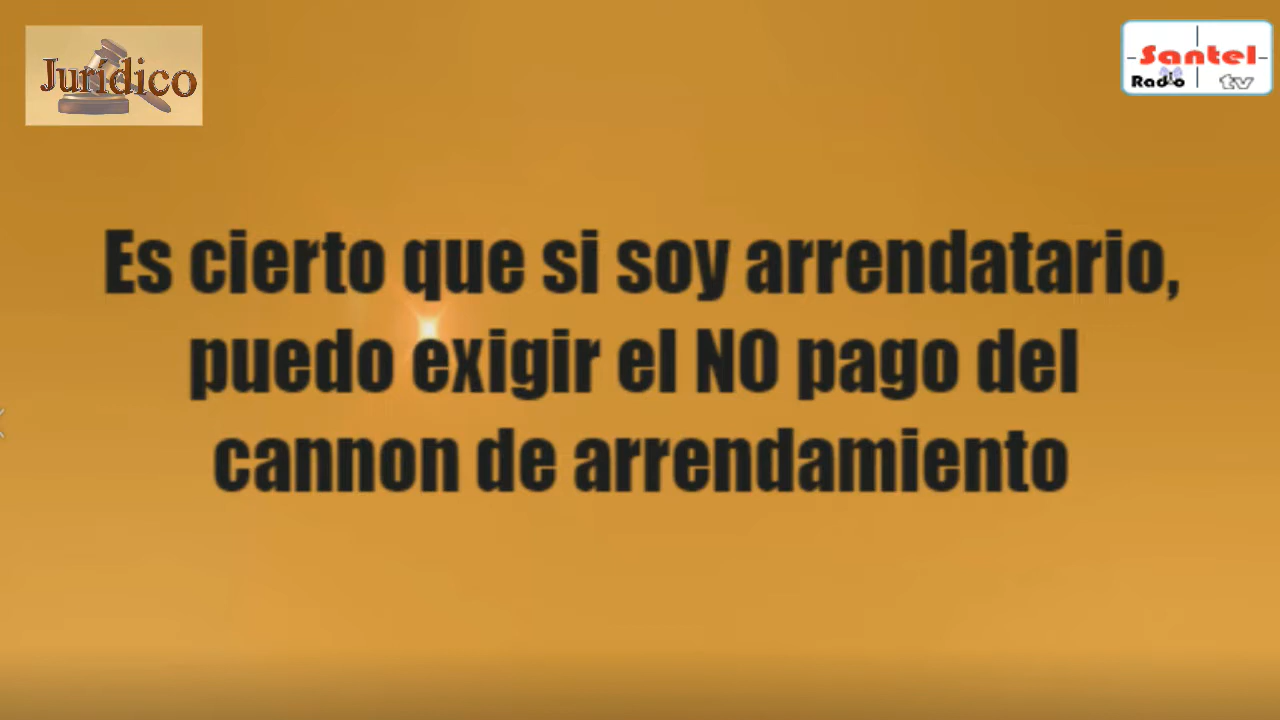 Jurídico
Santel
Radio tv
Es cierto que si soy arrendatario,
puedo exigir el NO pago del
cannon de arrendamiento